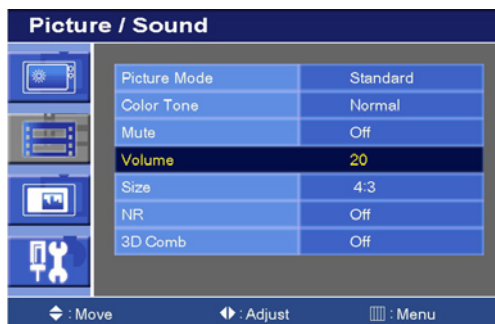 Picture / Sound
Picture Mode Standard
Color Tone Normal
Mute Off
Volume 20
Size 4:3
NR Off
3D Comb Off
: Move : Adjust : Menu